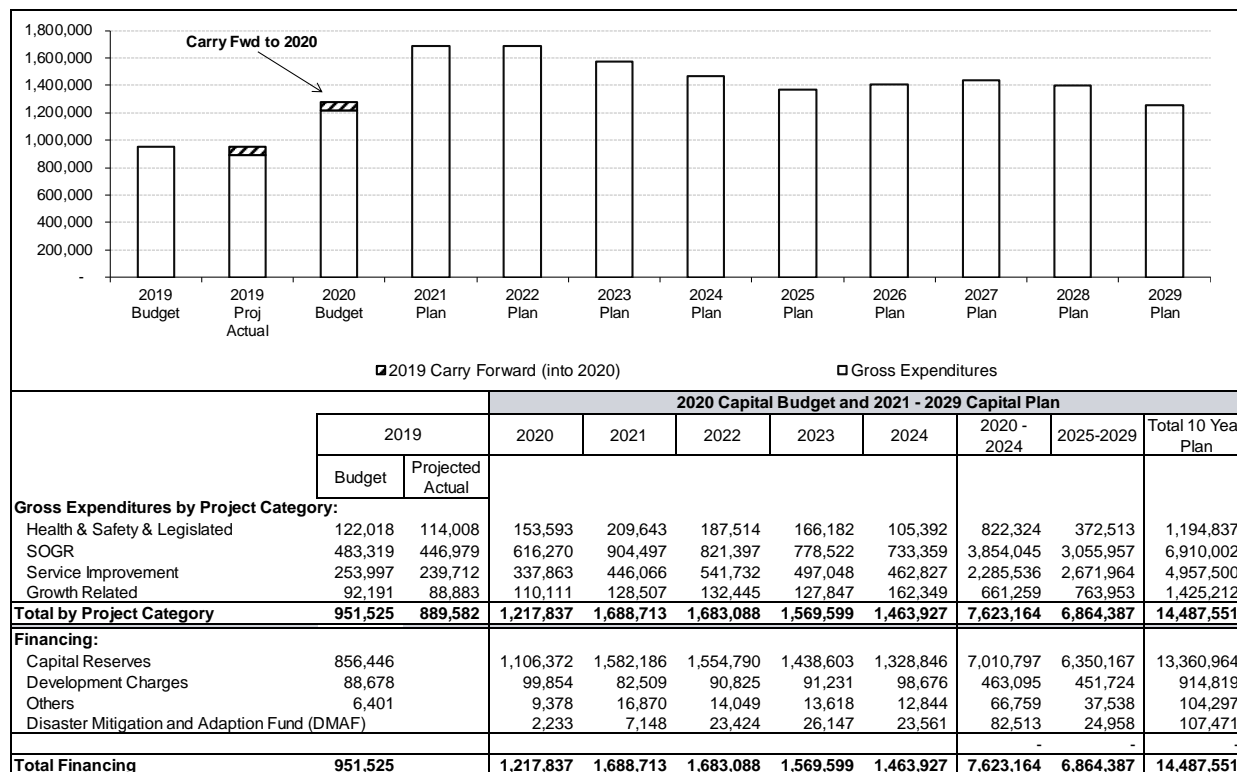 1,800,000
1,600,000
1,400,000
1,200,000
1,000,000
800,000
600,000
400,000
200,000
-
Carry Fwd to 2020
2019 Budget
2019 Proj Actual
2020 Budget
2021 Plan
2022 Plan
2023 Plan
2024 Plan
2025 Plan
2026 Plan
2027 Plan
2028 Plan
2029 Plan
2019 Carry Forward (into 2020) Gross Expenditures
2020 Capital Budget and 2021 - 2029 Capital Plan
2019 2020 2021 2022 2023 2024 2020 - 2024 2025-2029 Total 10 Yea Plan
Budget Projected Actual
Gross Expenditures by Project Category:
Health & Safety & Legislated 122,018 114,008 153,593 209,643 187,514 166,182 105,392 822,324 372,513 1,194,837
SOGR 483,319 446,979 616,270 904,497 821,397 778,522 733,359 3,854,045 3,055,957 6,910,002
Service Improvement 253,997 239,712 337,863 446,066 541,732 497,048 462,827 2,285,536 2,671,964 4,957,500
Growth Related 92,191 88,883 110,111 128,507 132,445 127,847 162,349 661,259 763,953 1,425,212
Total by Project Category 951,525 889,582 1,217,837 1,688,713 1,683,088 1,569,599 1,463,927 7,623,164 6,864,387 14,487,551
Financing:
Capital Reserves 856,446 1,106,372 1,582,186 1,554,790 1,438,603 1,328,846 7,010,797 6,350,167 13,360,964
Development Charges 88,678 99,854 82,509 90,825 91,231 98,676 463,095 451,724 914,819
Others 6,401 9,378 16,870 14,049 13,618 12,844 66,759 37,538 104,297
Disaster Mitigation and Adaption Fund (DMAF) 2,233 7,148 23,424 26,147 23,561 82,513 24,958 107,471
- - -
Total Financing 951,525 1,217,837 1,688,713 1,683,088 1,569,599 1,463,927 7,623,164 6,864,387 14,487,551